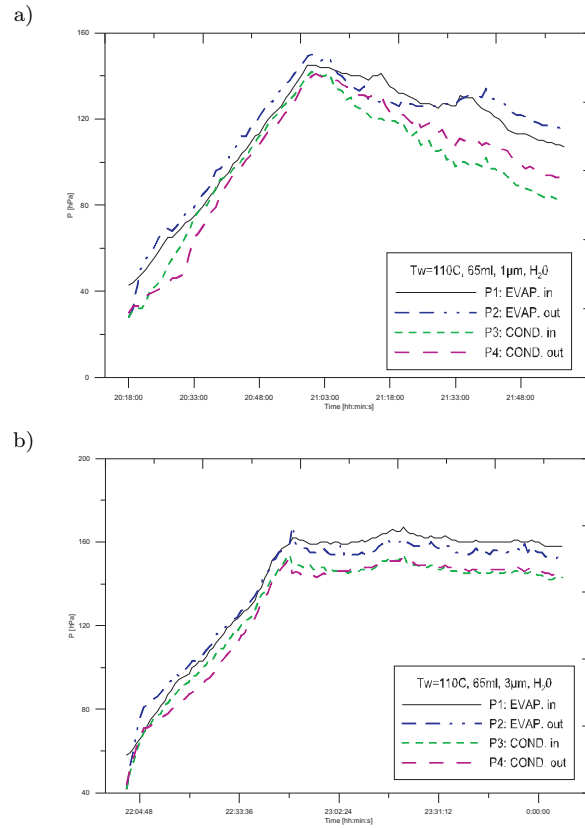 a)
160
120
80
40
0
P [hPa]
Tw=110C, 65ml, 1µm, H₂0
P1: EVAP. in
P2: EVAP. out
P3: COND. in
P4: COND. out
20:18:00 20:33:00 20:48:00 21:03:00 21:18:00 21:33:00 21:48:00
Time [hh:min:s]
b)
200
160
120
80
40
P [hPa]
Tw=110C, 65ml, 3µm, H₂0
P1: EVAP. in
P2: EVAP. out
P3: COND. in
P4: COND. out
22:04:48 22:33:36 23:02:24 23:31:12 0:00:00
Time [hh:min:s]